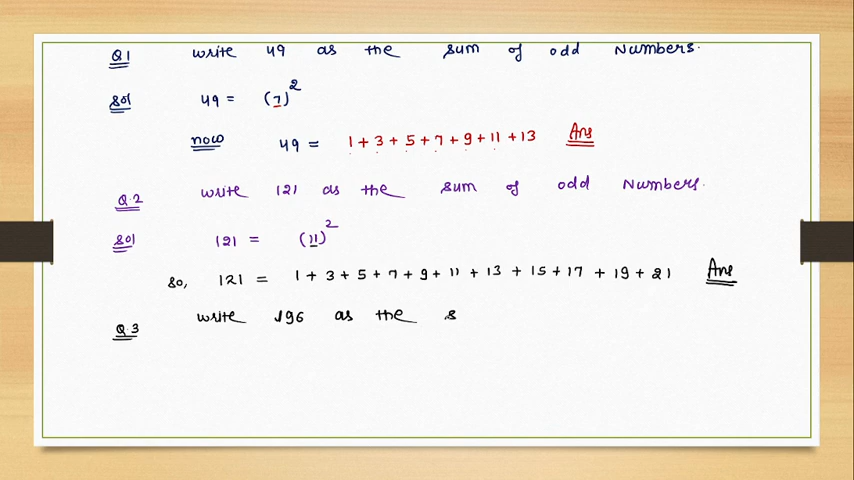 Q1 write 49 as the sum of odd Numbers.
Sol 49 = (7)²
now 49 = 1 + 3 + 5 + 7 + 9 + 11 + 13 Ans
Q.2 write 121 as the sum of odd Numbers.
Sol 121 = (11)²
So, 121 = 1 + 3 + 5 + 7 + 9 + 11 + 13 + 15 + 17 + 19 + 21 Ans
Q.3 write 196 as the s